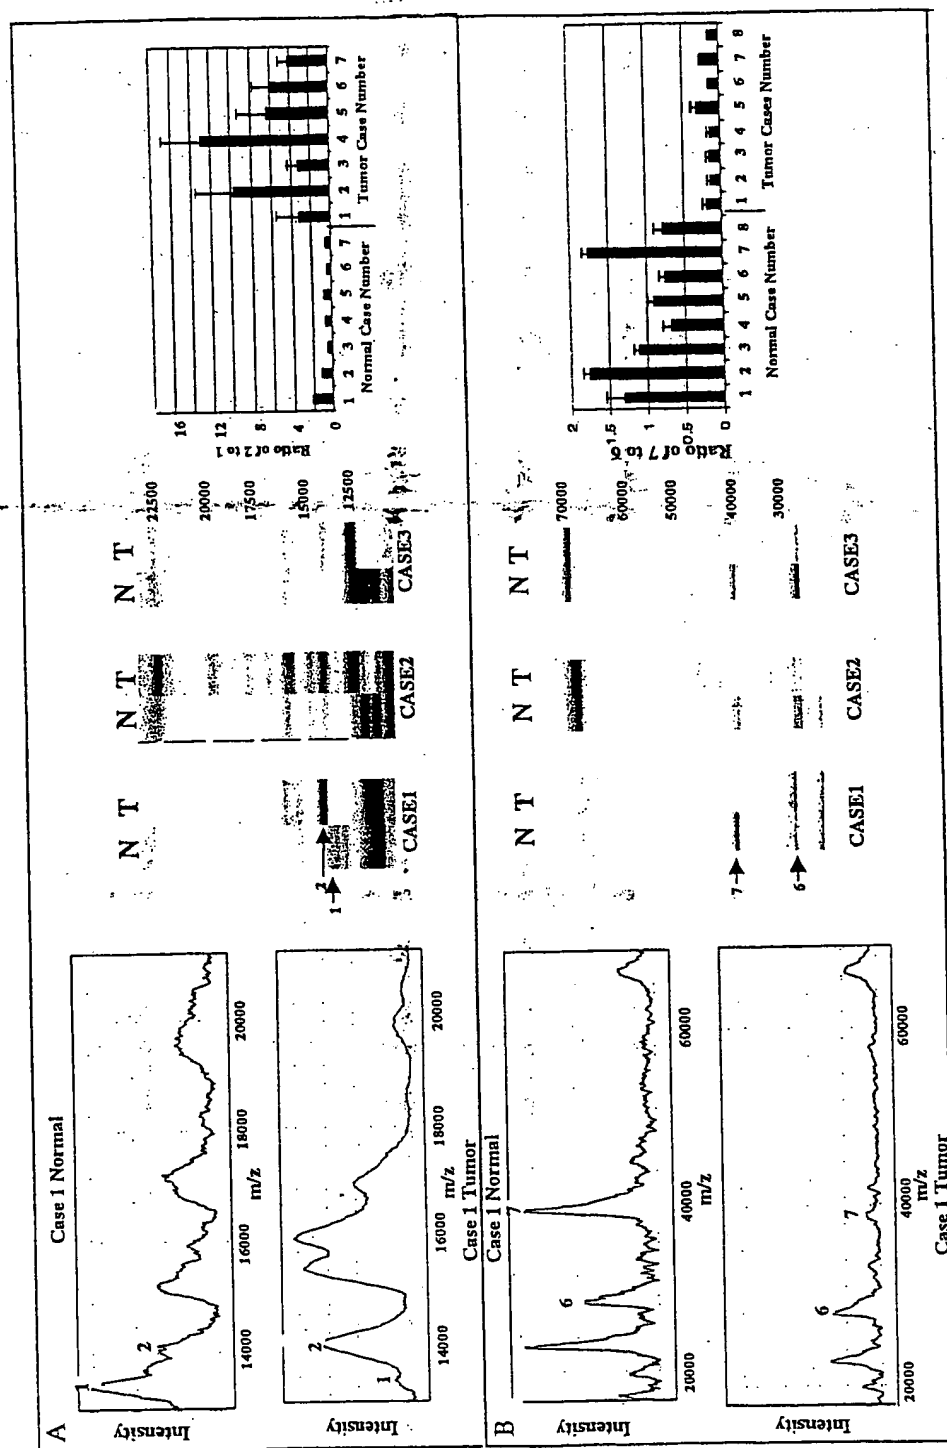 A
Case 1 Normal
Intensity
1
2
14000
16000
18000
20000
m/z
Intensity
1
2
14000
16000
18000
20000
m/z
Case 1 Tumor
N T
N T
N T
22500
20000
17500
15000
12500
2
1
CASE1
CASE2
CASE3
Ratio of 2 to 1
16
12
8
4
0
1 2 3 4 5 6 7
1 2 3 4 5 6 7
Normal Case Number
Tumor Case Number
B
Case 1 Normal
Intensity
6
7
20000
40000
60000
m/z
Intensity
6
7
20000
40000
60000
m/z
Case 1 Tumor
N T
N T
N T
70000
60000
50000
40000
30000
7
6
CASE1
CASE2
CASE3
Ratio of 7 to 6
2
1.5
1
0.5
0
1 2 3 4 5 6 7 8
1 2 3 4 5 6 7 8
Normal Case Number
Tumor Cases Number